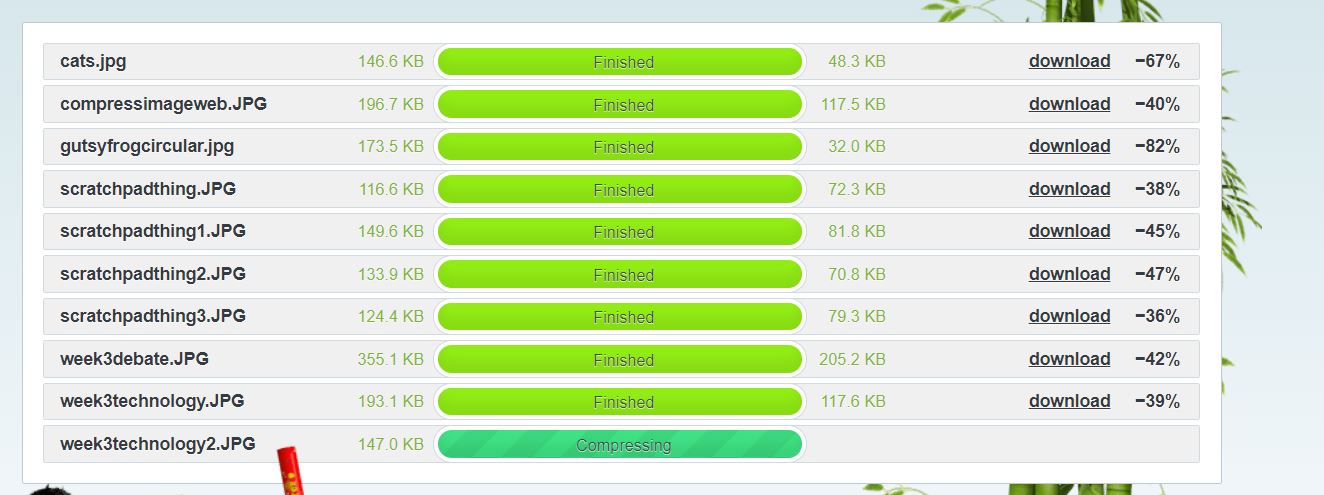 cats.jpg 146.6 KB Finished 48.3 KB download −67%
compressimageweb.JPG 196.7 KB Finished 117.5 KB download −40%
gutsyfrogcircular.jpg 173.5 KB Finished 32.0 KB download −82%
scratchpadthing.JPG 116.6 KB Finished 72.3 KB download −38%
scratchpadthing1.JPG 149.6 KB Finished 81.8 KB download −45%
scratchpadthing2.JPG 133.9 KB Finished 70.8 KB download −47%
scratchpadthing3.JPG 124.4 KB Finished 79.3 KB download −36%
week3debate.JPG 355.1 KB Finished 205.2 KB download −42%
week3technology.JPG 193.1 KB Finished 117.6 KB download −39%
week3technology2.JPG 147.0 KB Compressing